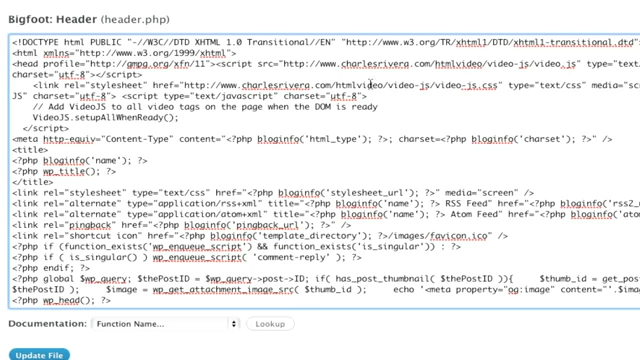 Bigfoot: Header (header.php)
<!DOCTYPE html PUBLIC "-//W3C//DTD XHTML 1.0 Transitional//EN" "http://www.w3.org/TR/xhtml1/DTD/xhtml1-transitional.dtd">
<html xmlns="http://www.w3.org/1999/xhtml">
<head profile="http://gmpg.org/xfn/11"><script src="http://www.charlesriverq.com/htmlvideo/video-js/video.js" type="text/
charset="utf-8"></script>
<link rel="stylesheet" href="http://www.charlesriverq.com/htmlvideo/video-js/video-js.css" type="text/css" media="sc
JS" charset="utf-8"> <script type="text/javascript" charset="utf-8">
// Add VideoJS to all video tags on the page when the DOM is ready
VideoJS.setupAllWhenReady();
</script>
<meta http-equiv="Content-Type" content="<?php bloginfo('html_type'); ?>; charset=<?php bloginfo('charset'); ?>" />
<title>
<?php bloginfo('name'); ?>
<?php wp_title(); ?>
</title>
<link rel="stylesheet" type="text/css" href="<?php bloginfo('stylesheet_url'); ?>" media="screen" />
<link rel="alternate" type="application/rss+xml" title="<?php bloginfo('name'); ?> RSS Feed" href="<?php bloginfo('rss2_
<link rel="alternate" type="application/atom+xml" title="<?php bloginfo('name'); ?> Atom Feed" href="<?php bloginfo('ato
<link rel="pingback" href="<?php bloginfo('pingback_url'); ?>" />
<link rel="shortcut icon" href="<?php bloginfo('template_directory'); ?>/images/favicon.ico" />
<?php if (function_exists('wp_enqueue_script') && function_exists('is_singular')) : ?>
<?php if ( is_singular() ) wp_enqueue_script( 'comment-reply' ); ?>
<?php endif; ?>
<?php global $wp_query; $thePostID = $wp_query->post->ID; if( has_post_thumbnail( $thePostID )){ $thumb_id = get_pos
$thePostID ); $image = wp_get_attachment_image_src( $thumb_id ); echo '<meta property="og:image" content="'.$ima
<?php wp_head(); ?>
Documentation: Function Name... Lookup
Update File